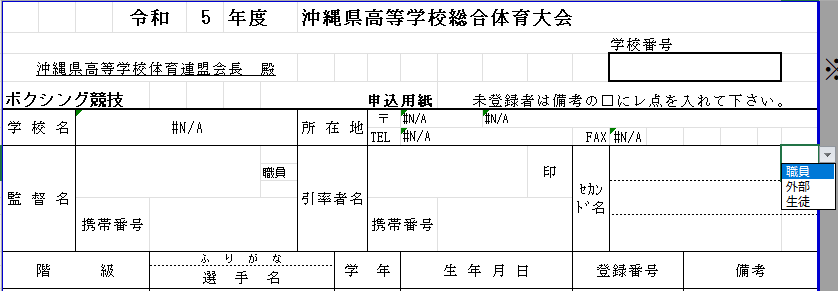 令和 5 年度 沖縄県高等学校総合体育大会
学校番号
沖縄県高等学校体育連盟会長 殿
※
ボクシング競技 申込用紙 未登録者は備考の口にレ点を入れて下さい。
学校名 #N/A 所在地 〒 #N/A #N/A
TEL #N/A FAX #N/A
監督名 職員 引率者名 印 セカンド名
職員
外部
生徒
携帯番号 携帯番号
階級 ふりがな 学年 生年月日 登録番号 備考
選手名